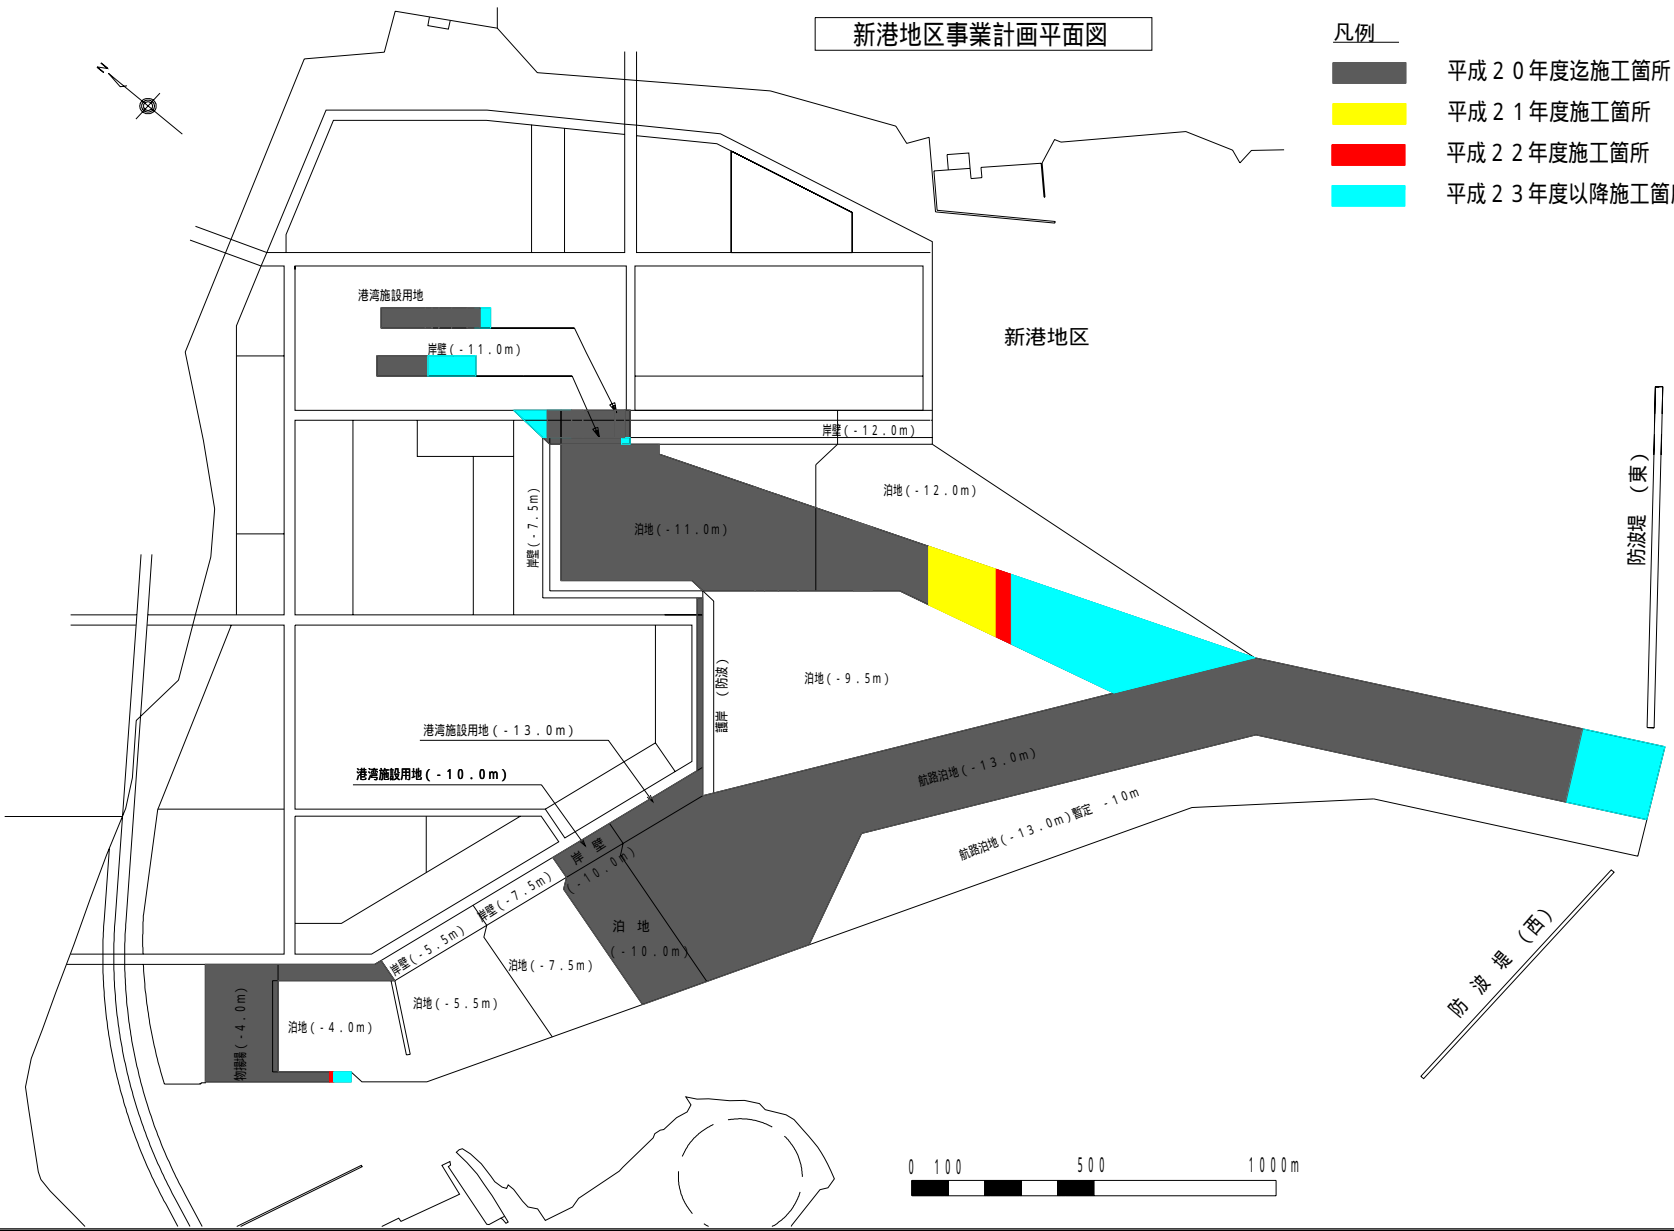 新港地区事業計画平面図
凡例
平成２０年度迄施工箇所
平成２１年度施工箇所
平成２２年度施工箇所
平成２３年度以降施工箇
N
港湾施設用地
岸壁(-11.0m)
新港地区
岸壁(-12.0m)
泊地(-12.0m)
岸壁(-7.5m)
泊地(-11.0m)
防波堤（東）
泊地(-9.5m)
護岸（防波）
港湾施設用地(-13.0m)
港湾施設用地(-10.0m)
航路泊地(-13.0m)
航路泊地(-13.0m)暫定 -10m
岸壁
(-10.0m)
岸壁(-7.5m)
泊地
(-10.0m)
岸壁(-5.5m)
泊地(-7.5m)
泊地(-5.5m)
泊地(-4.0m)
物揚場(-4.0m)
防波堤（西）
0 100 500 1000m